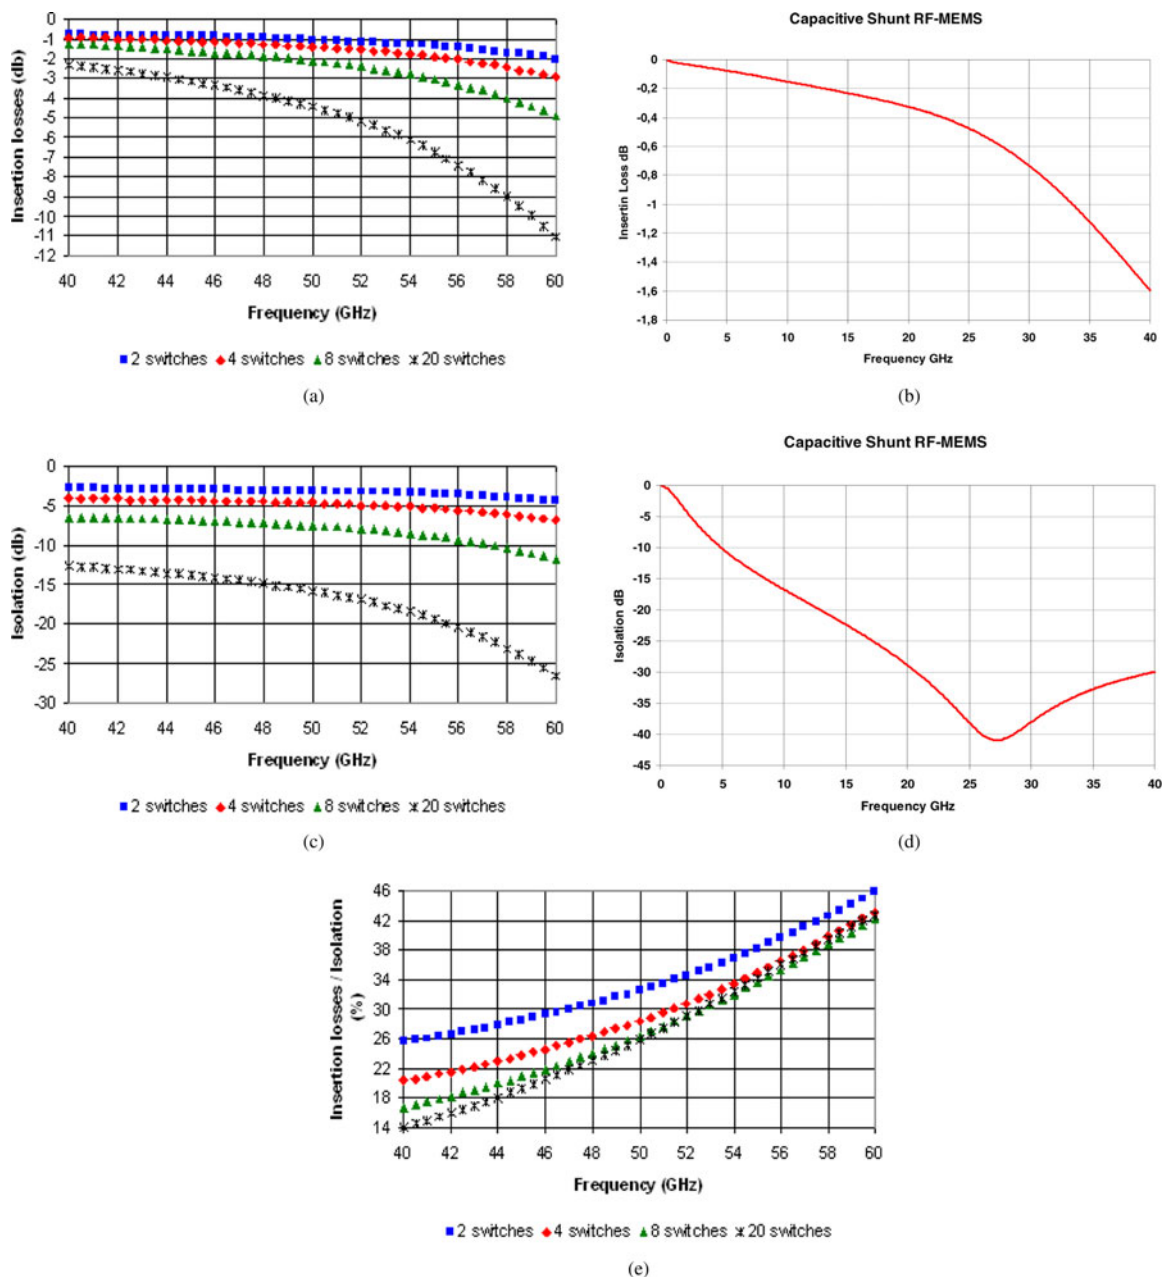 0
-1
-2
-3
-4
-5
-6
-7
-8
-9
-10
-11
-12
Insertion losses (db)
40 42 44 46 48 50 52 54 56 58 60
Frequency (GHz)
2 switches 4 switches 8 switches 20 switches
(a)
Capacitive Shunt RF-MEMS
0
-0,2
-0,4
-0,6
-0,8
-1
-1,2
-1,4
-1,6
-1,8
Insertin Loss dB
0 5 10 15 20 25 30 35 40
Frequency GHz
(b)
0
-5
-10
-15
-20
-25
-30
Isolation (db)
40 42 44 46 48 50 52 54 56 58 60
Frequency (GHz)
2 switches 4 switches 8 switches 20 switches
(c)
Capacitive Shunt RF-MEMS
0
-5
-10
-15
-20
-25
-30
-35
-40
-45
Isolation dB
0 5 10 15 20 25 30 35 40
Frequency GHz
(d)
46
42
38
34
30
26
22
18
14
Insertion losses / Isolation
(%)
40 42 44 46 48 50 52 54 56 58 60
Frequency (GHz)
2 switches 4 switches 8 switches 20 switches
(e)